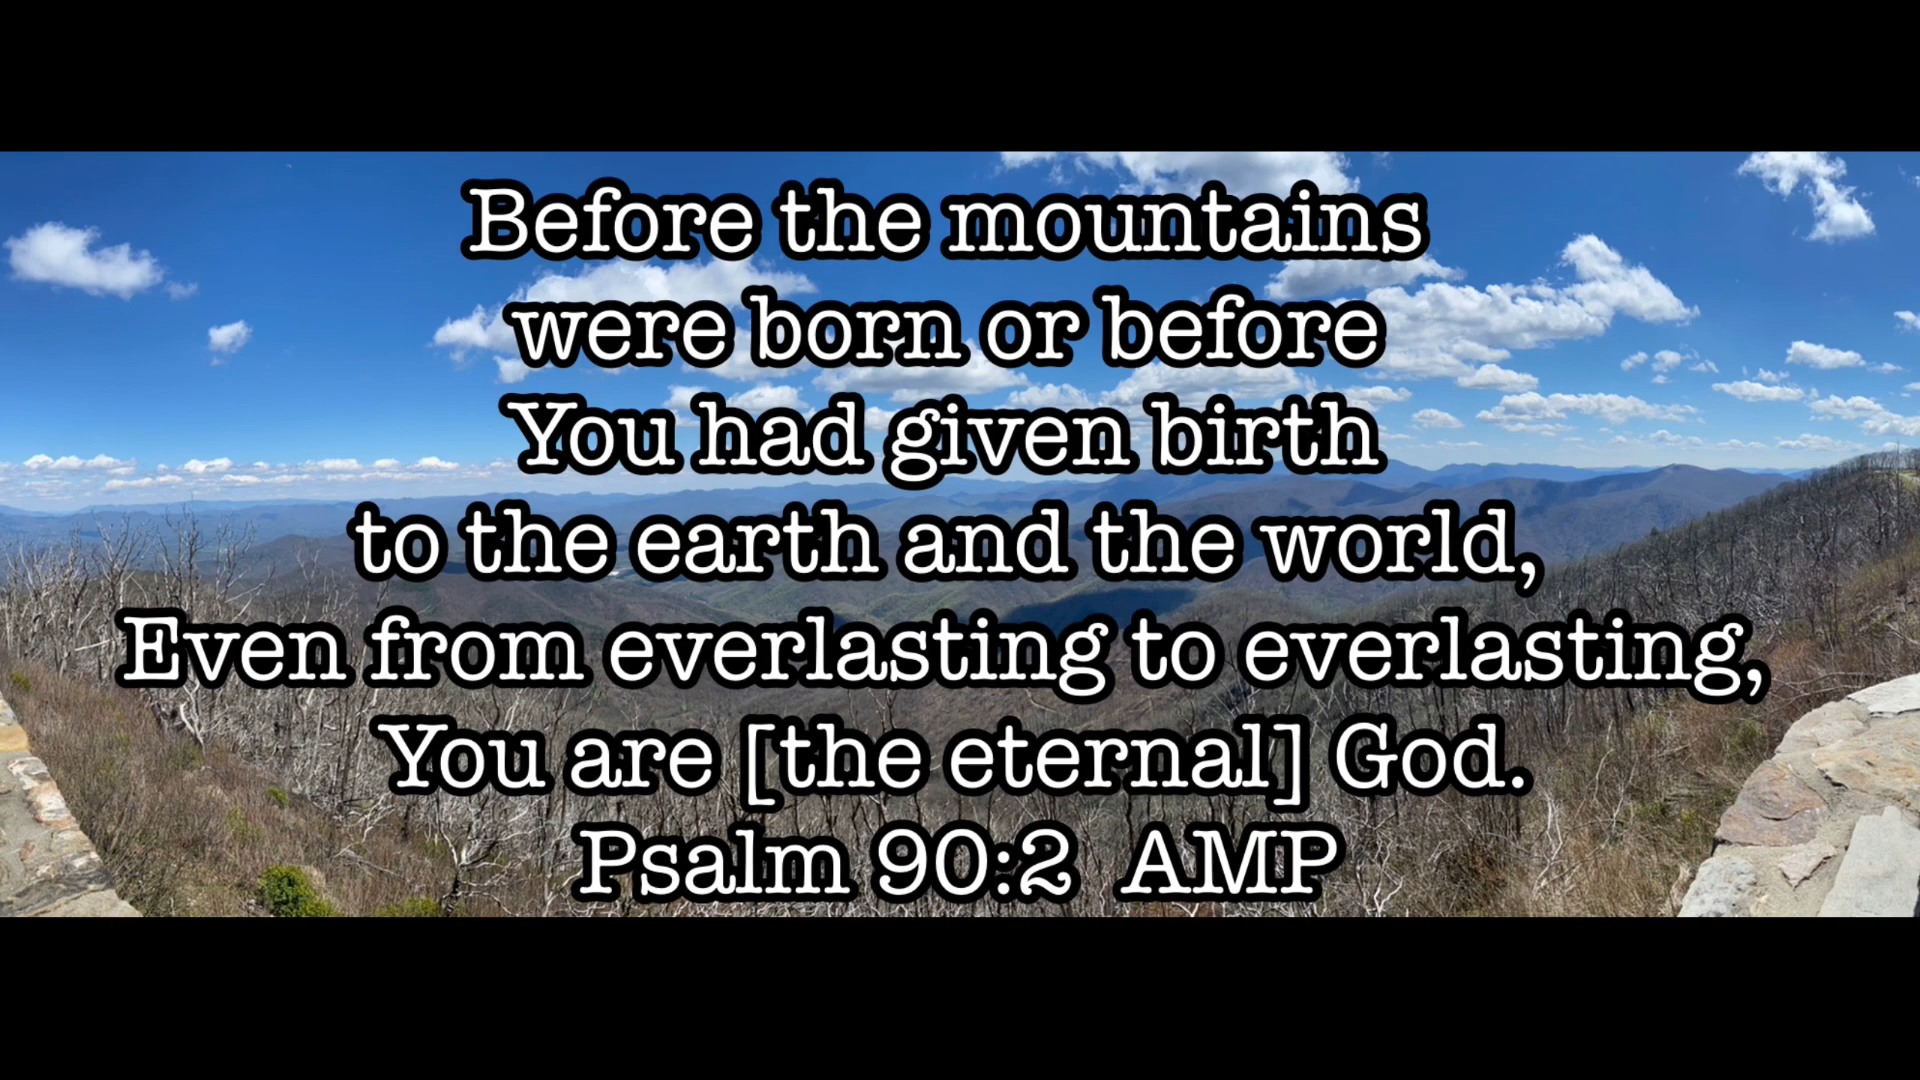 Before the mountains
were born or before
You had given birth
to the earth and the world,
Even from everlasting to everlasting,
You are [the eternal] God.
Psalm 90:2  AMP